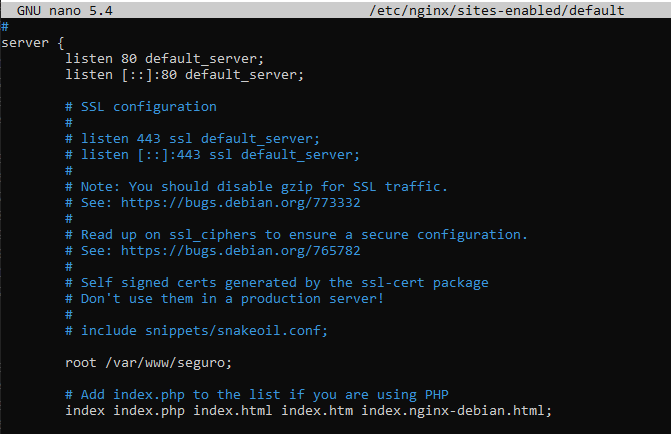 GNU nano 5.4 /etc/nginx/sites-enabled/default
#
server {
listen 80 default_server;
listen [::]:80 default_server;
# SSL configuration
#
# listen 443 ssl default_server;
# listen [::]:443 ssl default_server;
#
# Note: You should disable gzip for SSL traffic.
# See: https://bugs.debian.org/773332
#
# Read up on ssl_ciphers to ensure a secure configuration.
# See: https://bugs.debian.org/765782
#
# Self signed certs generated by the ssl-cert package
# Don't use them in a production server!
#
# include snippets/snakeoil.conf;
root /var/www/seguro;
# Add index.php to the list if you are using PHP
index index.php index.html index.htm index.nginx-debian.html;